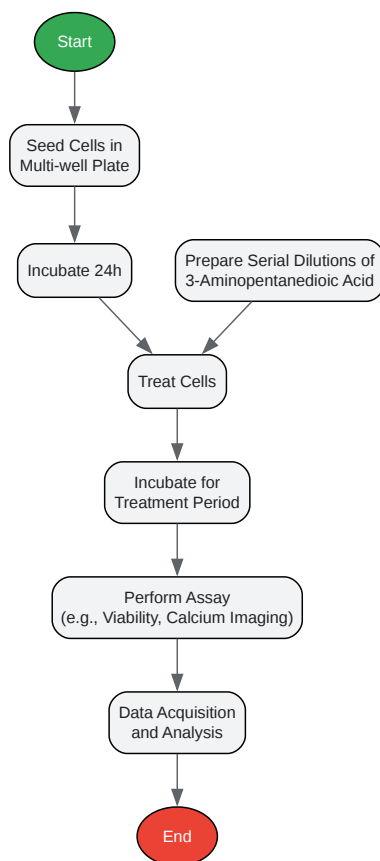 Start
Seed Cells in
Multi-well Plate
Incubate 24h
Prepare Serial Dilutions of
3-Aminopentanedioic Acid
Treat Cells
Incubate for
Treatment Period
Perform Assay
(e.g., Viability, Calcium Imaging)
Data Acquisition
and Analysis
End